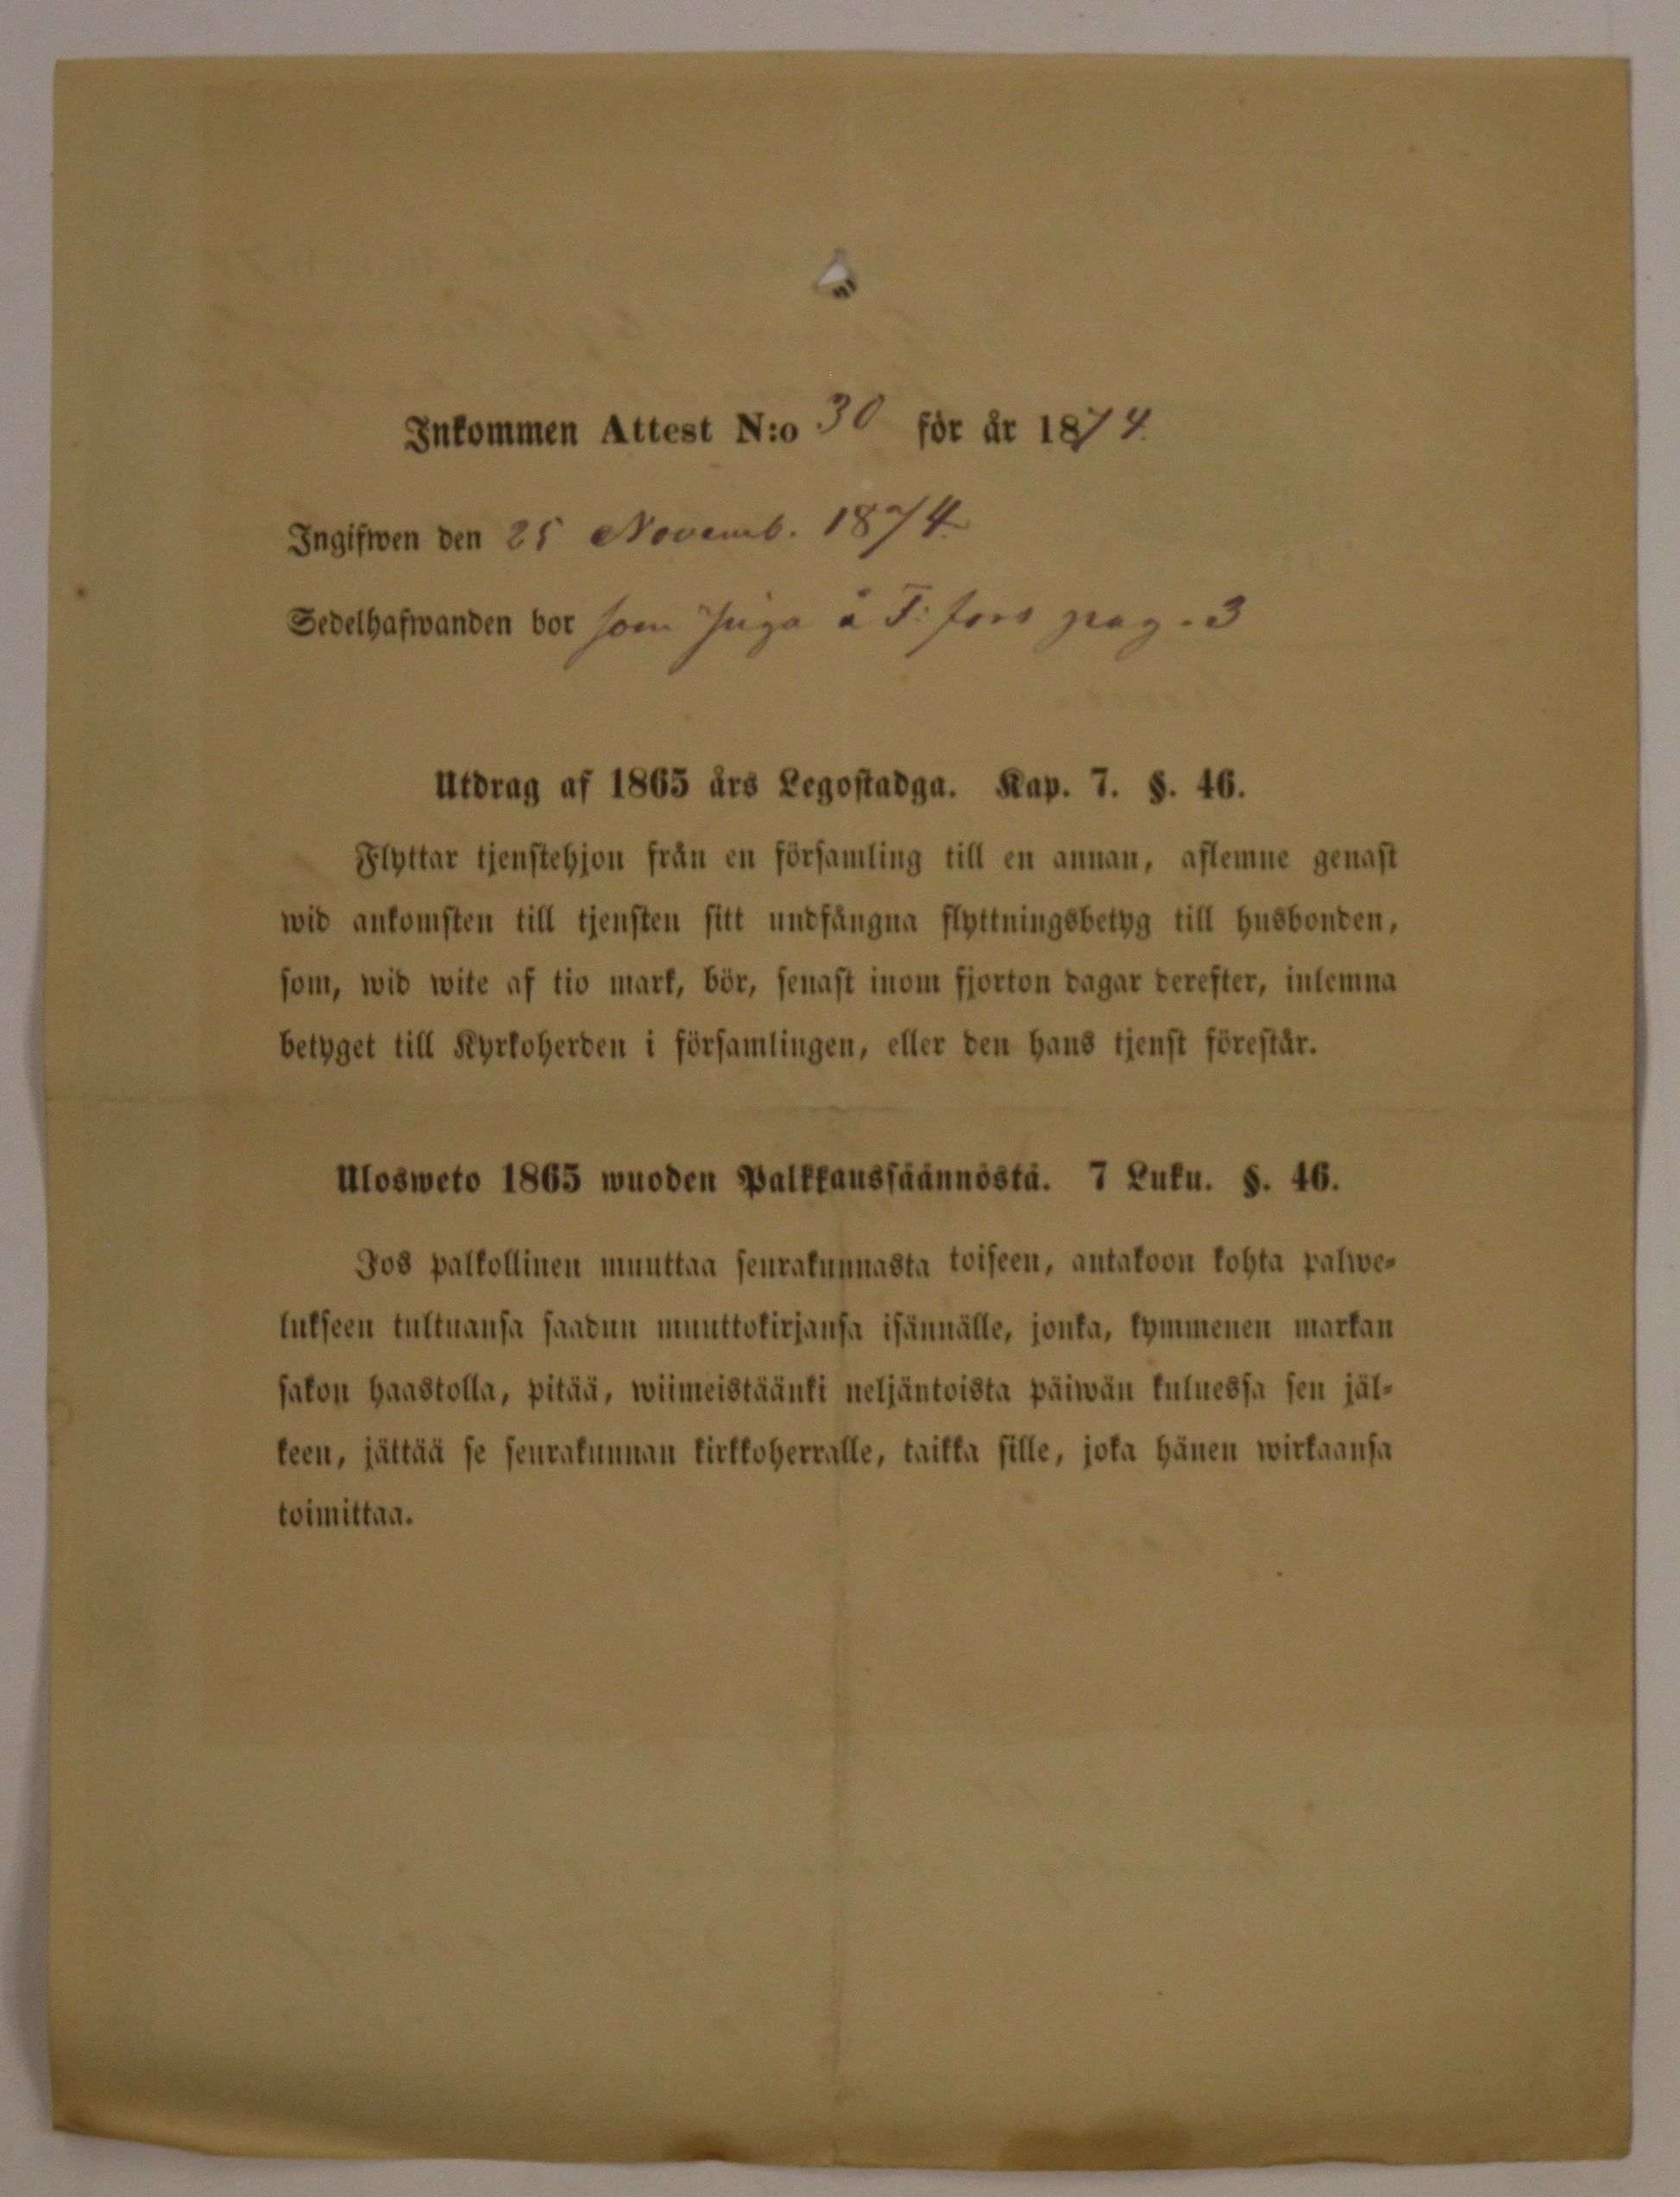 Inkommen Attest N:o 30 för år 1874.
Ingifwen den 25 Novemb. 1874.
Sedelhafwanden bor som piga å F: fors pag. 3
Utdrag af 1865 års Legostadga. Kap. 7. §. 46.
Flyttar tjenstehjon från en församling till en annan, aflemne genast
wid ankomsten till tjensten sitt undfångna flyttningsbetyg till husbonden,
som, wid wite af tio mark, bör, senast inom fjorton dagar derefter, inlemna
betyget till Kyrkoherden i församlingen, eller den hans tjenst förestår.
Ulosweto 1865 wuoden Palkkaussäännöstä. 7 Luku. §. 46.
Jos palkollinen muuttaa seurakunnasta toiseen, antakoon kohta palwe-
lukseen tultuansa saadun muuttokirjansa isännälle, jonka, kymmenen markan
sakon haastolla, pitää, wiimeistäänki neljäntoista päiwän kuluessa sen jäl-
keen, jättää se seurakunnan kirkkoherralle, taikka sille, joka hänen wirkaansa
toimittaa.